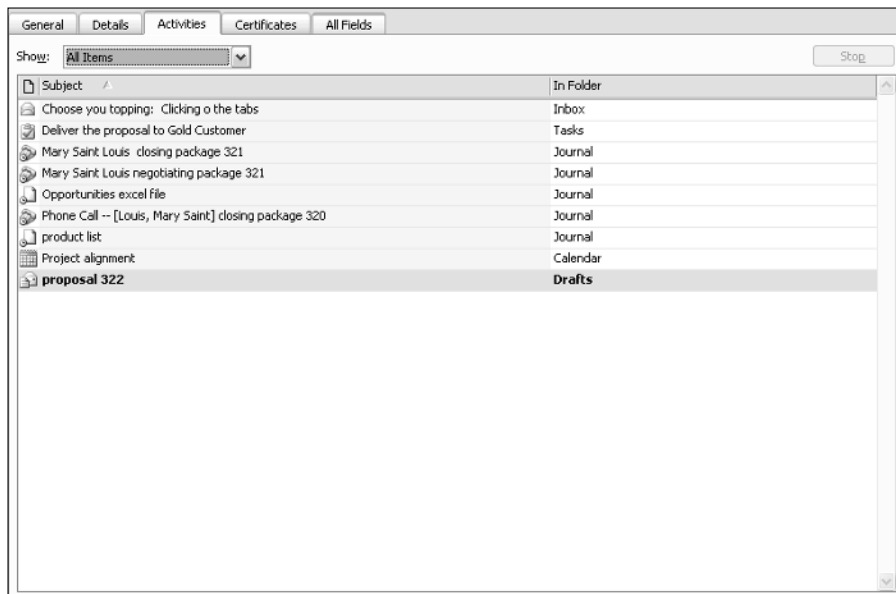 General Details Activities Certificates All Fields
Show: All Items Stop
Subject In Folder
Choose you topping: Clicking o the tabs Inbox
Deliver the proposal to Gold Customer Tasks
Mary Saint Louis closing package 321 Journal
Mary Saint Louis negotiating package 321 Journal
Opportunities excel file Journal
Phone Call -- [Louis, Mary Saint] closing package 320 Journal
product list Journal
Project alignment Calendar
proposal 322 Drafts